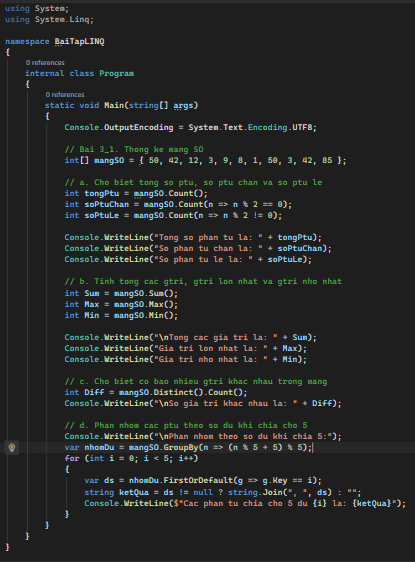 using System;
using System.Linq;
namespace BaiTapLINQ
{
0 references
internal class Program
{
0 references
static void Main(string[] args)
{
Console.OutputEncoding = System.Text.Encoding.UTF8;
// Bai 3_1. Thong ke mang SO
int[] mangSO = { 50, 42, 12, 3, 9, 8, 1, 50, 3, 42, 85 };
// a. Cho biet tong so ptu, so ptu chan va so ptu le
int tongPtu = mangSO.Count();
int soPtuChan = mangSO.Count(n => n % 2 == 0);
int soPtuLe = mangSO.Count(n => n % 2 != 0);
Console.WriteLine("Tong so phan tu la: " + tongPtu);
Console.WriteLine("So phan tu chan la: " + soPtuChan);
Console.WriteLine("So phan tu le la: " + soPtuLe);
// b. Tinh tong cac gtri, gtri lon nhat va gtri nho nhat
int Sum = mangSO.Sum();
int Max = mangSO.Max();
int Min = mangSO.Min();
Console.WriteLine("\nTong cac gia tri la: " + Sum);
Console.WriteLine("Gia tri lon nhat la: " + Max);
Console.WriteLine("Gia tri nho nhat la: " + Min);
// c. Cho biet co bao nhieu gtri khac nhau trong mang
int Diff = mangSO.Distinct().Count();
Console.WriteLine("\nSo gia tri khac nhau la: " + Diff);
// d. Phan nhom cac ptu theo so du khi chia cho 5
Console.WriteLine("\nPhan nhom theo so du khi chia 5:");
var nhomDu = mangSO.GroupBy(n => (n % 5 + 5) % 5);
for (int i = 0; i < 5; i++)
{
var ds = nhomDu.FirstOrDefault(g => g.Key == i);
string ketQua = ds != null ? string.Join(", ", ds) : "";
Console.WriteLine($"Cac phan tu chia cho 5 du {i} la: {ketQua}");
}
}
}
}